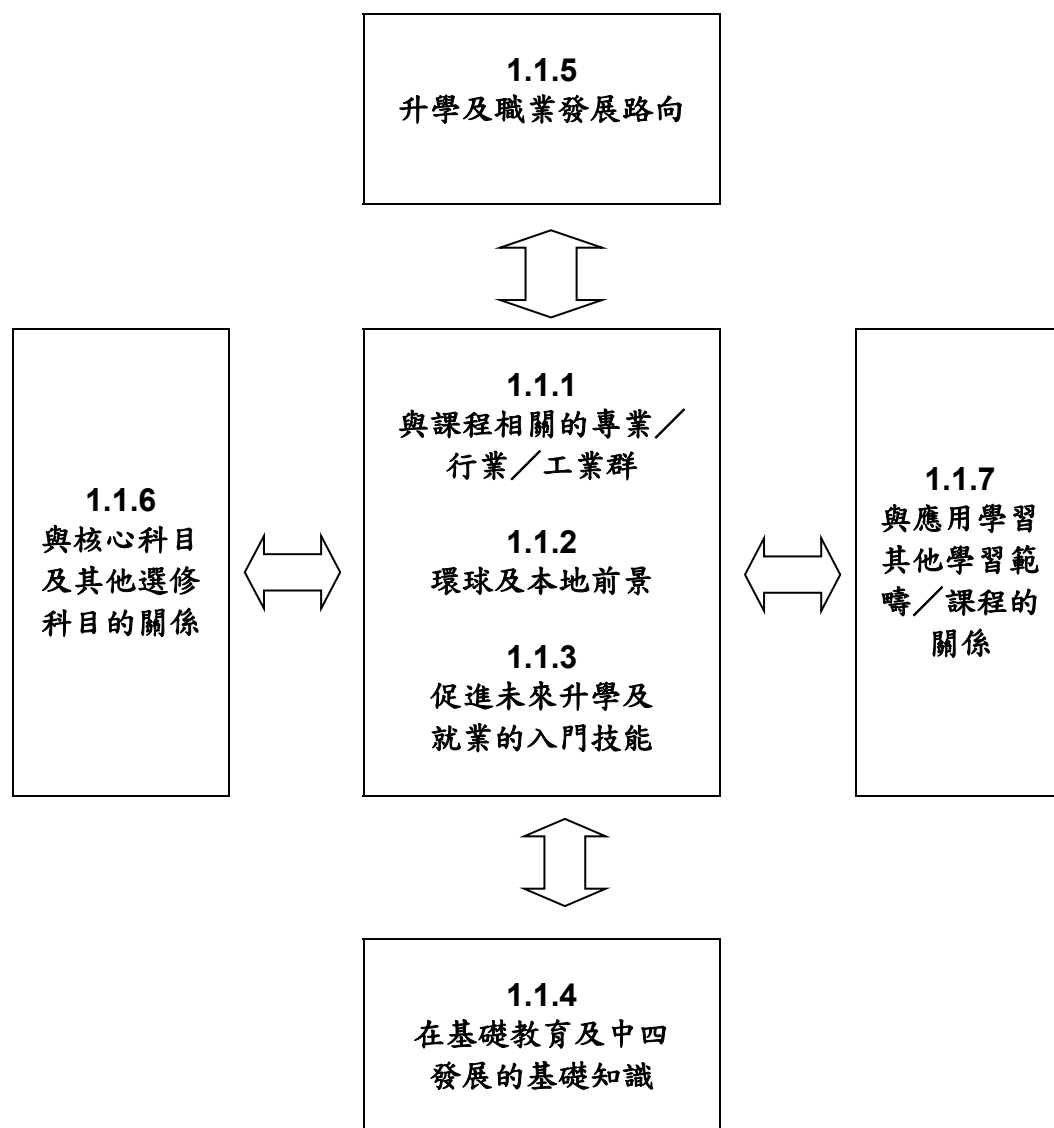 1.1.5
升學及職業發展路向
1.1.1
與課程相關的專業／
行業／工業群
1.1.2
環球及本地前景
1.1.3
促進未來升學及
就業的入門技能
1.1.6
與核心科目
及其他選修
科目的關係
1.1.7
與應用學習
其他學習範
疇／課程的
關係
1.1.4
在基礎教育及中四
發展的基礎知識